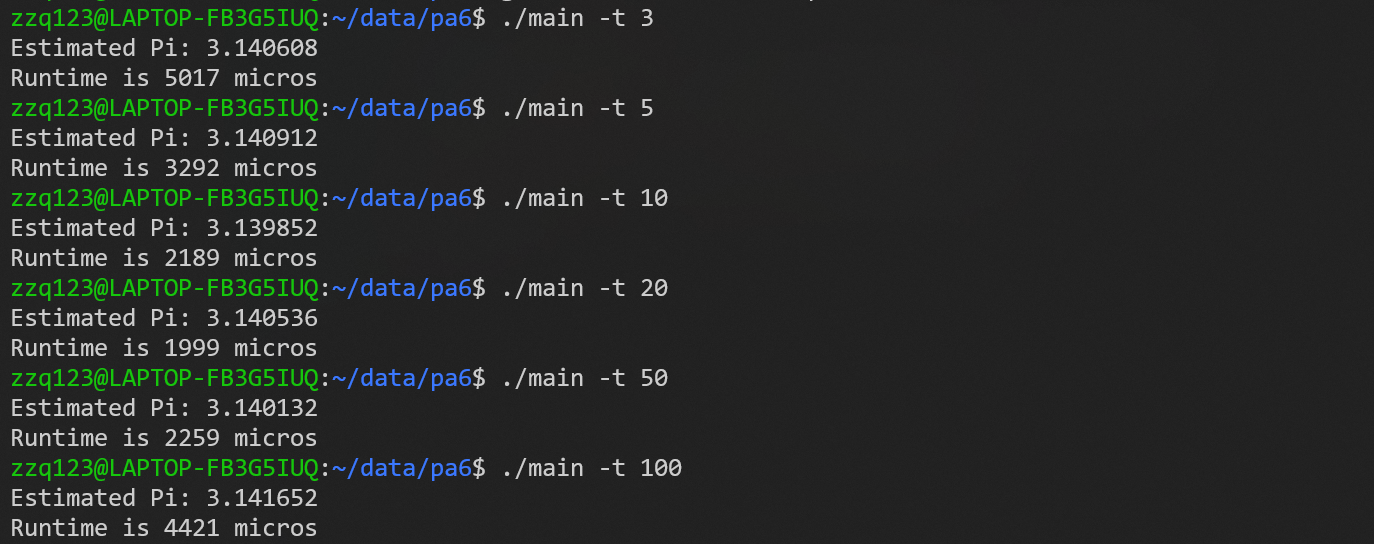 zzq123@LAPTOP-FB3G5IUQ:~/data/pa6$ ./main -t 3
Estimated Pi: 3.140608
Runtime is 5017 micros
zzq123@LAPTOP-FB3G5IUQ:~/data/pa6$ ./main -t 5
Estimated Pi: 3.140912
Runtime is 3292 micros
zzq123@LAPTOP-FB3G5IUQ:~/data/pa6$ ./main -t 10
Estimated Pi: 3.139852
Runtime is 2189 micros
zzq123@LAPTOP-FB3G5IUQ:~/data/pa6$ ./main -t 20
Estimated Pi: 3.140536
Runtime is 1999 micros
zzq123@LAPTOP-FB3G5IUQ:~/data/pa6$ ./main -t 50
Estimated Pi: 3.140132
Runtime is 2259 micros
zzq123@LAPTOP-FB3G5IUQ:~/data/pa6$ ./main -t 100
Estimated Pi: 3.141652
Runtime is 4421 micros